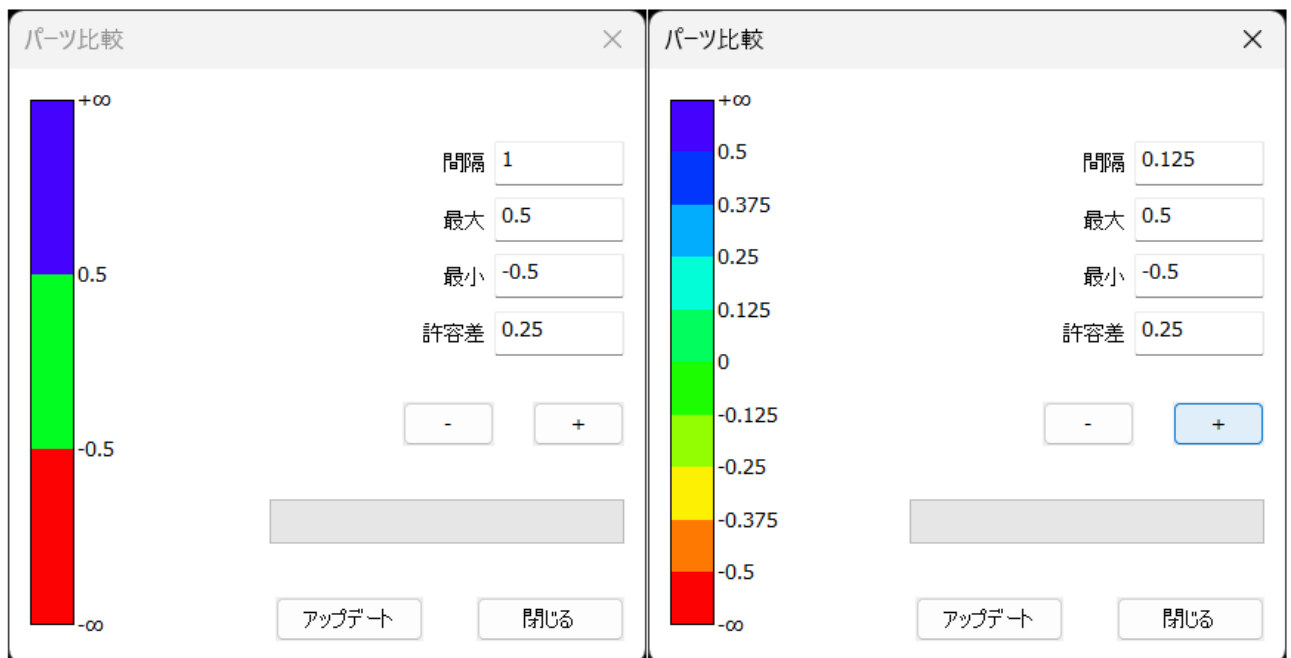 パーツ比較
+∞
間隔 1
最大 0.5
0.5
最小 -0.5
許容差 0.25
- +
-0.5
アップデート 閉じる
-∞
パーツ比較
+∞
0.5
間隔 0.125
0.375
最大 0.5
0.25
最小 -0.5
0.125
許容差 0.25
0
-0.125
- +
-0.25
-0.375
-0.5
アップデート 閉じる
-∞